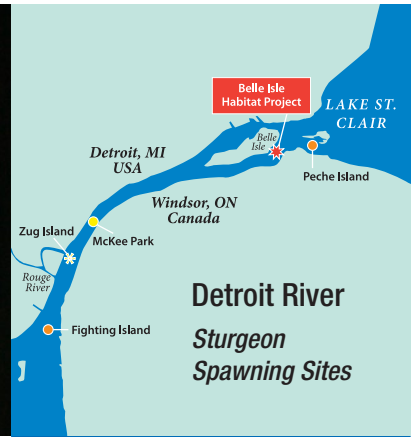 Belle Isle
Habitat Project
LAKE ST.
CLAIR
Belle
Isle
Detroit, MI
USA
Peche Island
Windsor, ON
Canada
Zug Island
McKee Park
Rouge
River
Detroit River
Fighting Island
Sturgeon
Spawning Sites